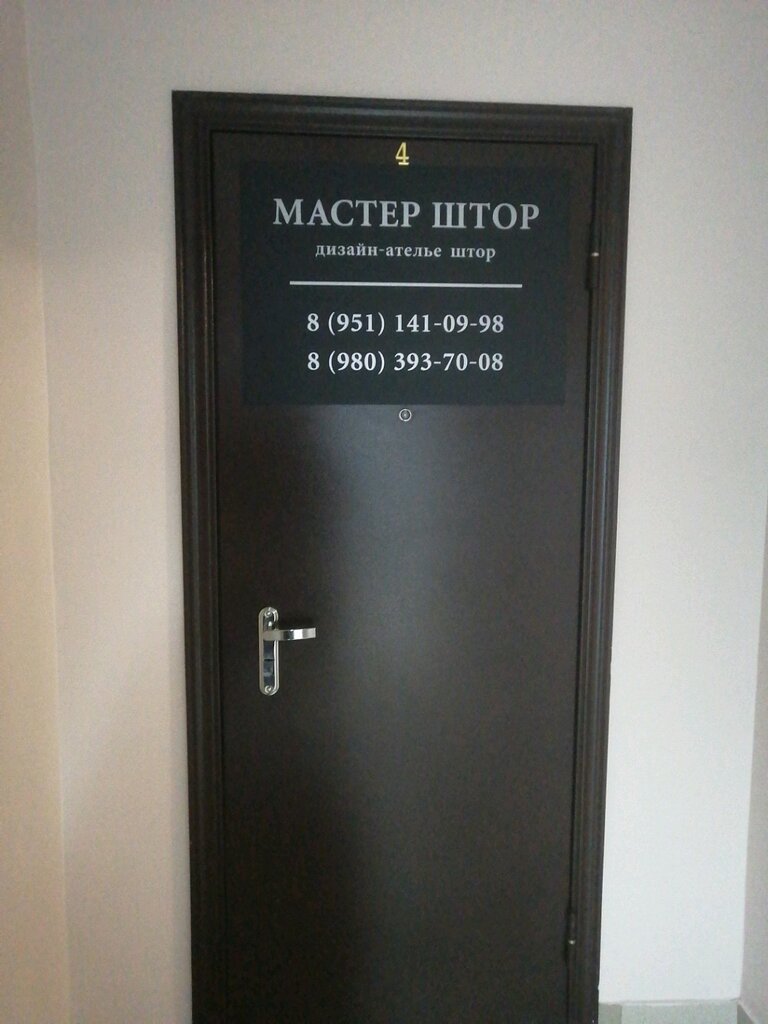 4
МАСТЕР ШТОР
дизайн-ателье штор
8 (951) 141-09-98
8 (980) 393-70-08